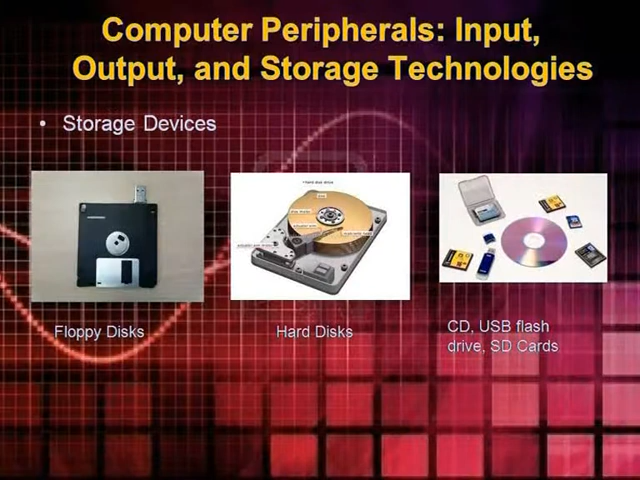 Computer Peripherals: Input,
Output, and Storage Technologies
• Storage Devices
Floppy Disks
Hard Disks
CD, USB flash
drive, SD Cards